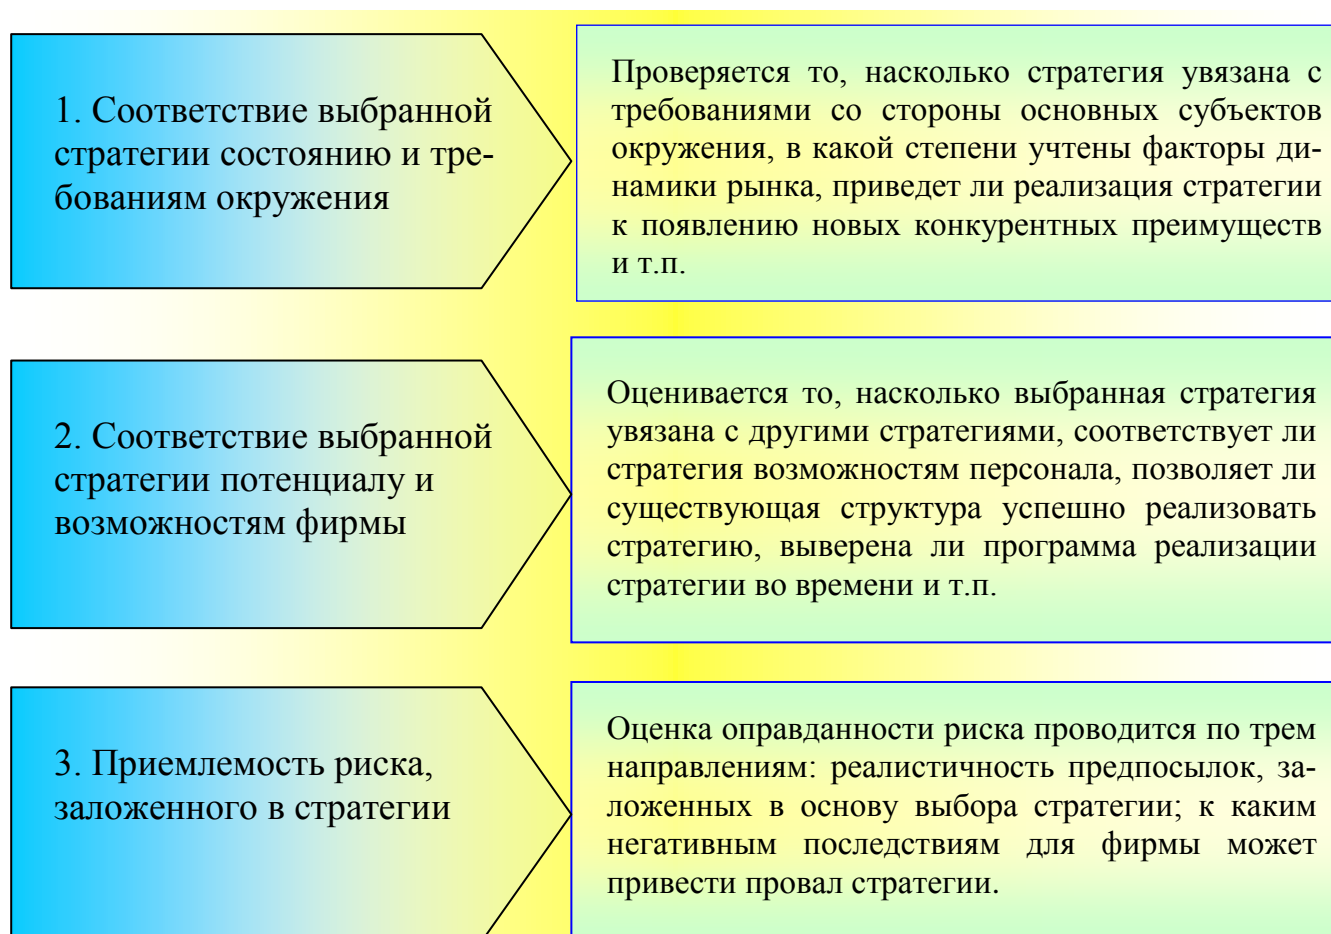 1. Соответствие выбранной
стратегии состоянию и тре-
бованиям окружения
Проверяется то, насколько стратегия увязана с
требованиями со стороны основных субъектов
окружения, в какой степени учтены факторы ди-
намики рынка, приведет ли реализация стратегии
к появлению новых конкурентных преимуществ
и т.п.
2. Соответствие выбранной
стратегии потенциалу и
возможностям фирмы
Оценивается то, насколько выбранная стратегия
увязана с другими стратегиями, соответствует ли
стратегия возможностям персонала, позволяет ли
существующая структура успешно реализовать
стратегию, выверена ли программа реализации
стратегии во времени и т.п.
3. Приемлемость риска,
заложенного в стратегии
Оценка оправданности риска проводится по трем
направлениям: реалистичность предпосылок, за-
ложенных в основу выбора стратегии; к каким
негативным последствиям для фирмы может
привести провал стратегии.